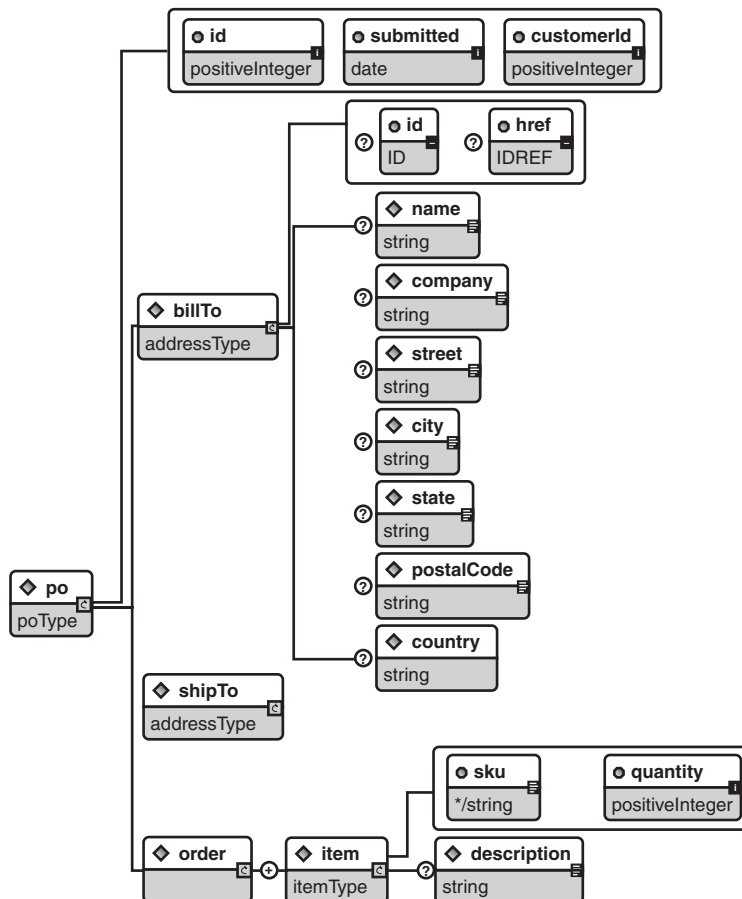 id
positiveInteger
submitted
date
customerId
positiveInteger
? id
ID
? href
IDREF
? name
string
? company
string
billTo
addressType
? street
string
? city
string
? state
string
? postalCode
string
po
poType
? country
string
shipTo
addressType
sku
*/string
quantity
positiveInteger
order
+
item
itemType
? description
string